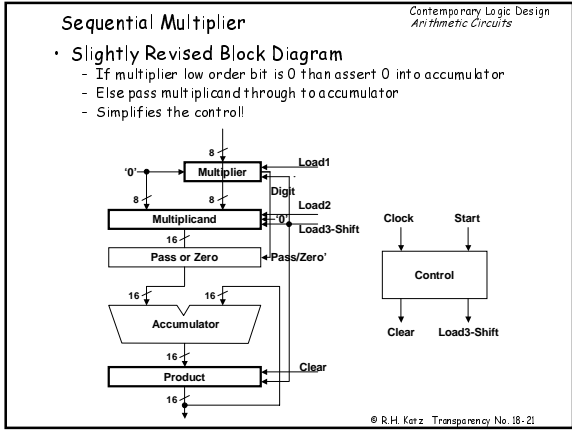 Contemporary Logic Design
Sequential Multiplier
Arithmetic Circuits
• Slightly Revised Block Diagram
– If multiplier low order bit is 0 than assert 0 into accumulator
– Else pass multiplicand through to accumulator
– Simplifies the control!
8
Load1
'0'
Multiplier
Digit
8
8
Load2
Multiplicand
'0'
Load3-Shift
16
Pass or Zero
Pass/Zero'
16
16
Accumulator
16
Clear
Product
16
Clock
Start
Control
Clear
Load3-Shift
© R.H. Katz Transparency No. 18-21